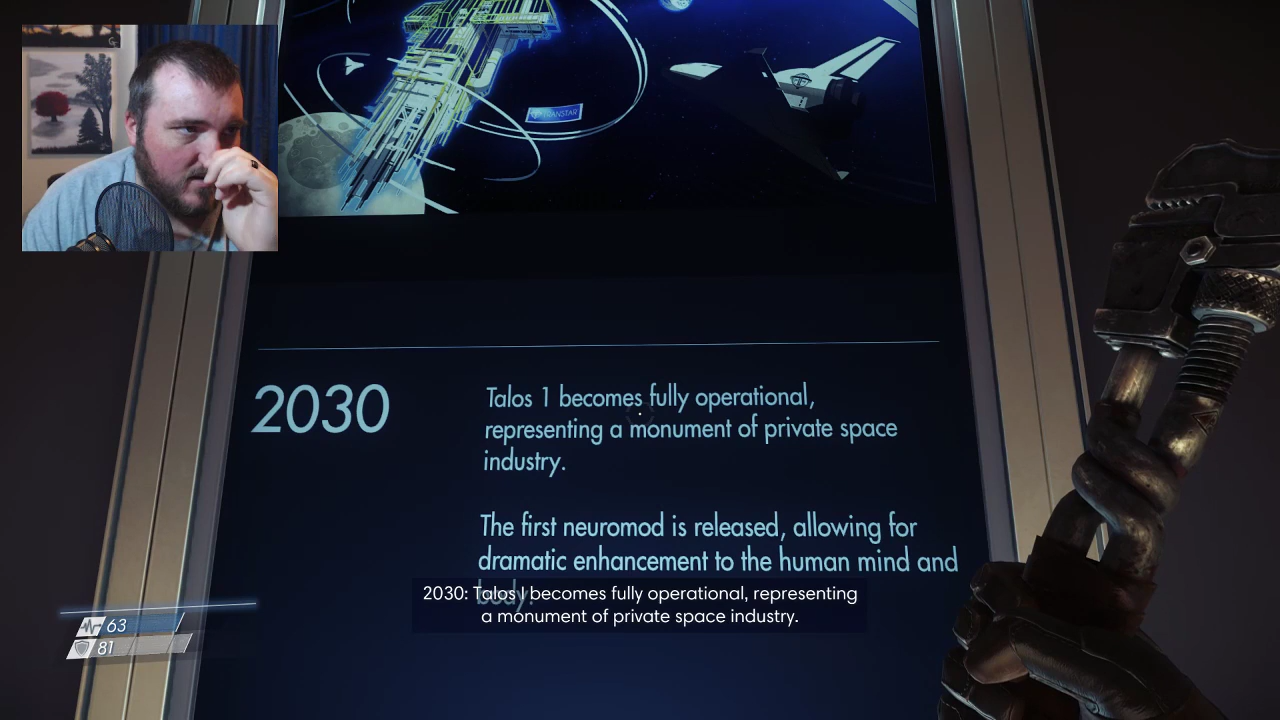 TRANSTAR
2030
Talos 1 becomes fully operational,
representing a monument of private space
industry.
The first neuromod is released, allowing for
dramatic enhancement to the human mind and
body.
2030: Talos I becomes fully operational, representing
a monument of private space industry.
63
81